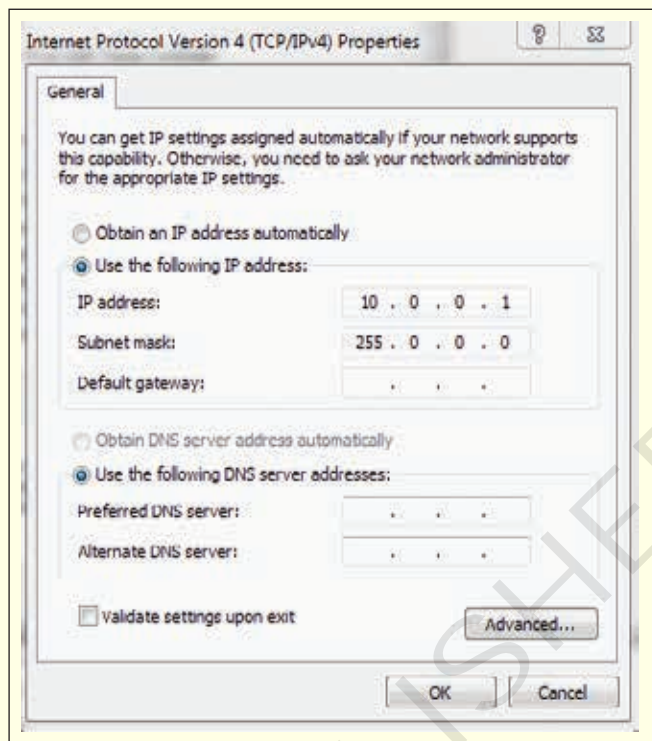 Internet Protocol Version 4 (TCP/IPv4) Properties
General
You can get IP settings assigned automatically if your network supports
this capability. Otherwise, you need to ask your network administrator
for the appropriate IP settings.
Obtain an IP address automatically
Use the following IP address:
IP address: 10 . 0 . 0 . 1
Subnet mask: 255 . 0 . 0 . 0
Default gateway: . . .
Obtain DNS server address automatically
Use the following DNS server addresses:
Preferred DNS server: . . .
Alternate DNS server: . . .
Validate settings upon exit
Advanced...
OK Cancel